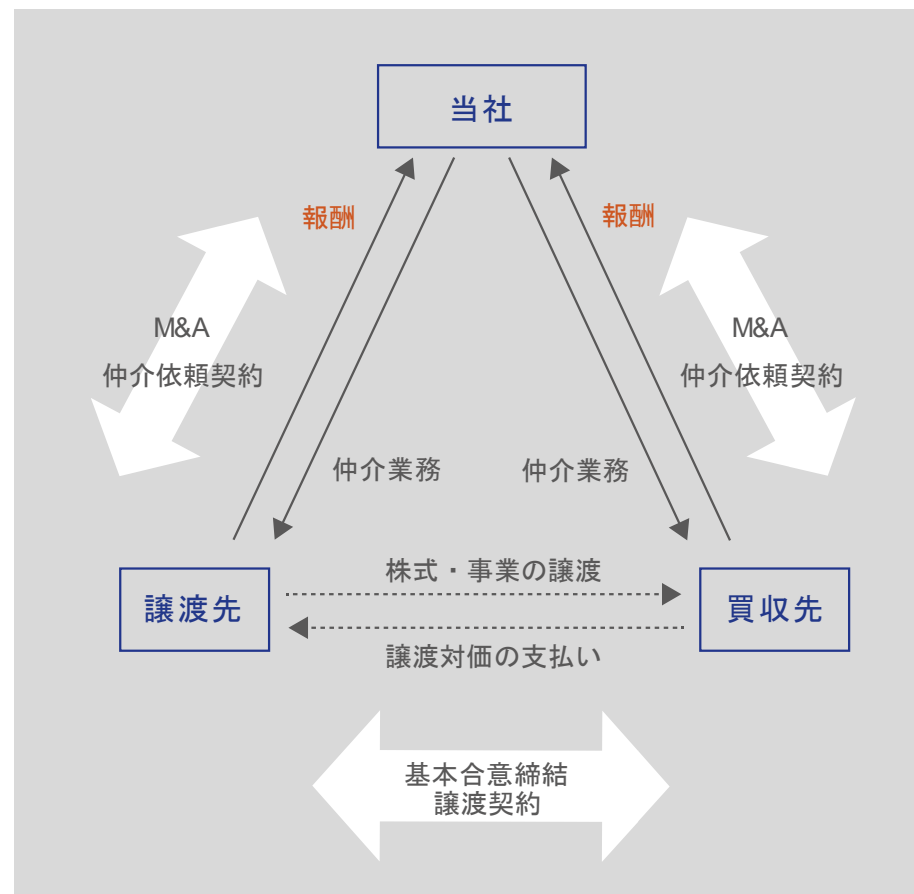 当社
報酬
報酬
M&A
仲介依頼契約
M&A
仲介依頼契約
仲介業務
仲介業務
株式・事業の譲渡
譲渡先
買収先
譲渡対価の支払い
基本合意締結
譲渡契約